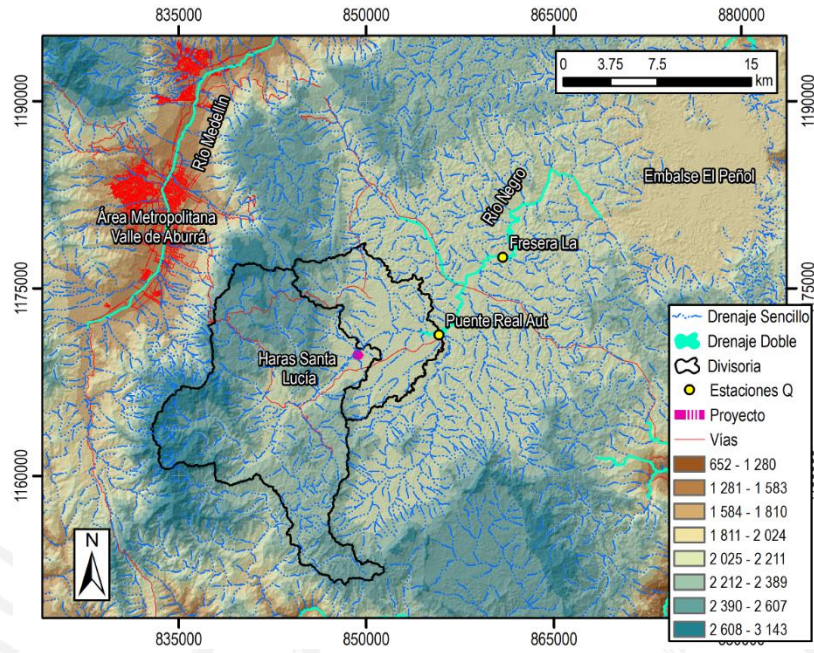 835000 850000 865000 880000
0 3.75 7.5 15
km
1190000
1190000
Río Medellín
Embalse El Peñol
Río Negro
Área Metropolitana
Valle de Aburrá
Fresera La
1175000
1175000
Puente Real Aut
Haras Santa
Lucía
Drenaje Sencillo
Drenaje Doble
Divisoria
Estaciones Q
Proyecto
Vías
652 - 1 280
1 281 - 1 583
1 584 - 1 810
1 811 - 2 024
2 025 - 2 211
2 212 - 2 389
2 390 - 2 607
2 608 - 3 143
1160000
N
835000 850000 865000